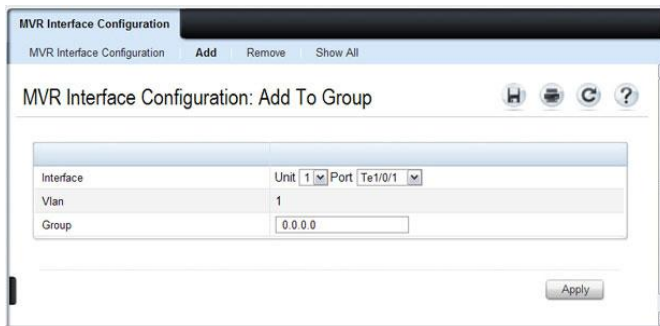 MVR Interface Configuration
MVR Interface Configuration Add Remove Show All
MVR Interface Configuration: Add To Group
Interface Unit 1 Port Te1/0/1
Vlan 1
Group 0.0.0.0
Apply